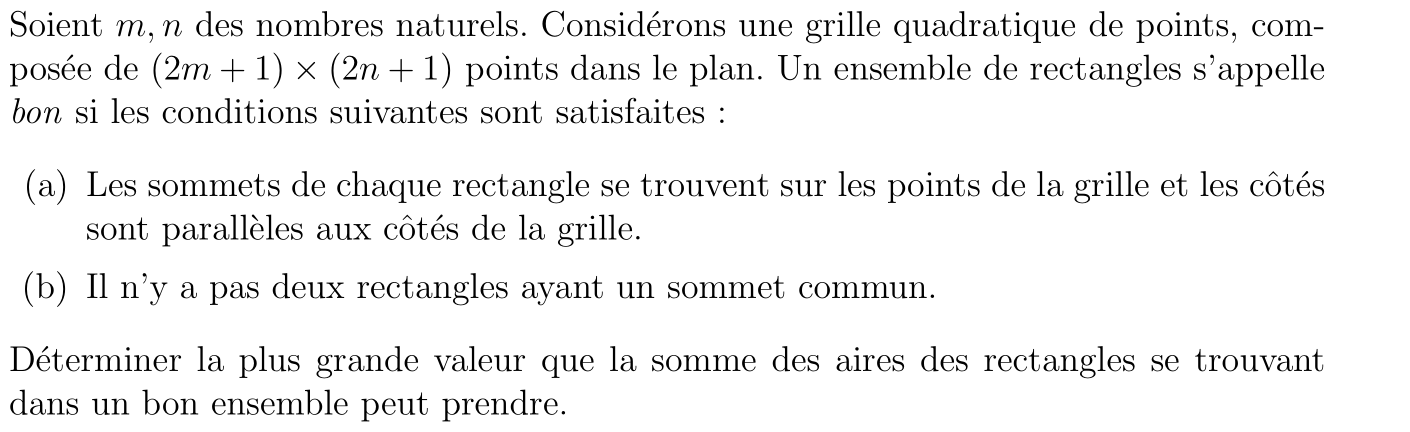 Soient m, n des nombres naturels. Considérons une grille quadratique de points, com-
posée de (2m + 1) × (2n + 1) points dans le plan. Un ensemble de rectangles s'appelle
bon si les conditions suivantes sont satisfaites :
(a) Les sommets de chaque rectangle se trouvent sur les points de la grille et les côtés
sont parallèles aux côtés de la grille.
(b) Il n'y a pas deux rectangles ayant un sommet commun.
Déterminer la plus grande valeur que la somme des aires des rectangles se trouvant
dans un bon ensemble peut prendre.